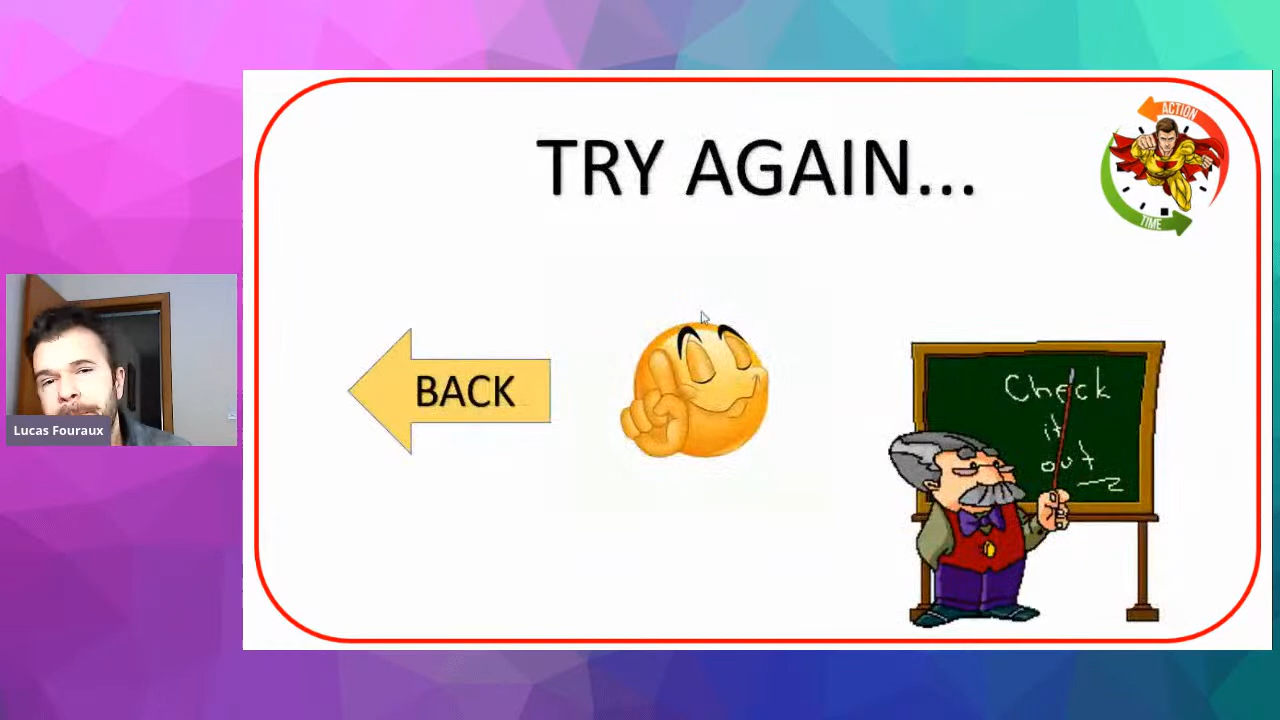 ACTION
TRY AGAIN...
TIME
BACK
Check
it
out
Lucas Fouraux